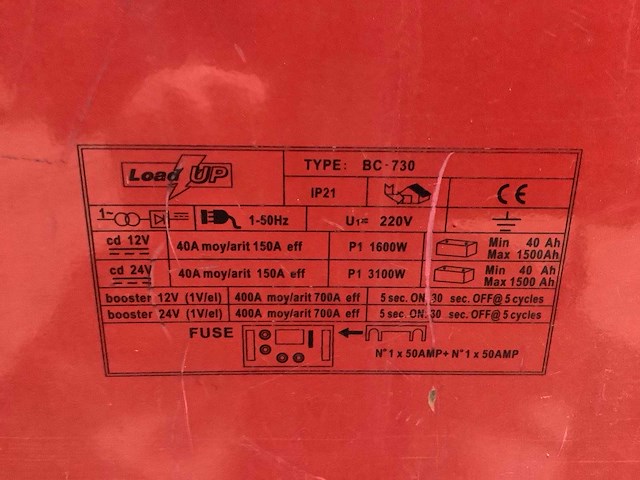 Load UP
TYPE: BC-730
IP21
CE
1~
1-50Hz
U1 220V
cd 12V 40A moy/arit 150A eff P1 1600W Min 40 Ah
Max 1500Ah
cd 24V 40A moy/arit 150A eff P1 3100W Min 40 Ah
Max 1500Ah
booster 12V (1V/el) 400A moy/arit 700A eff 5 sec. ON. 30 sec. OFF@ 5 cycles
booster 24V (1V/el) 400A moy/arit 700A eff 5 sec. ON. 30 sec. OFF@ 5 cycles
FUSE
N°1 x 50AMP+ N°1 x 50AMP